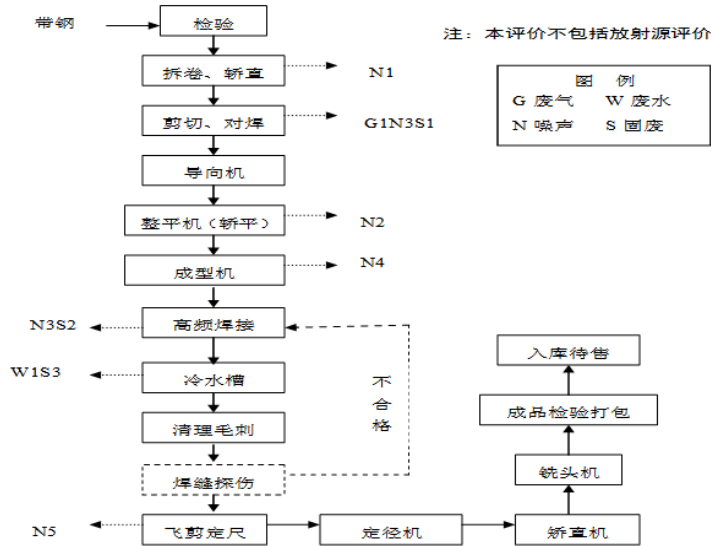 带钢
检验
注：本评价不包括放射源评价
拆卷、轿直
N1
图 例
G 废气 W 废水
N 噪声 S 固废
剪切、对焊
G1N3S1
导向机
整平机（轿平）
N2
成型机
N4
N3S2
高频焊接
入库待售
W1S3
冷水槽
不合格
成品检验打包
清理毛刺
铣头机
焊缝探伤
N5
飞剪定尺
定径机
矫直机